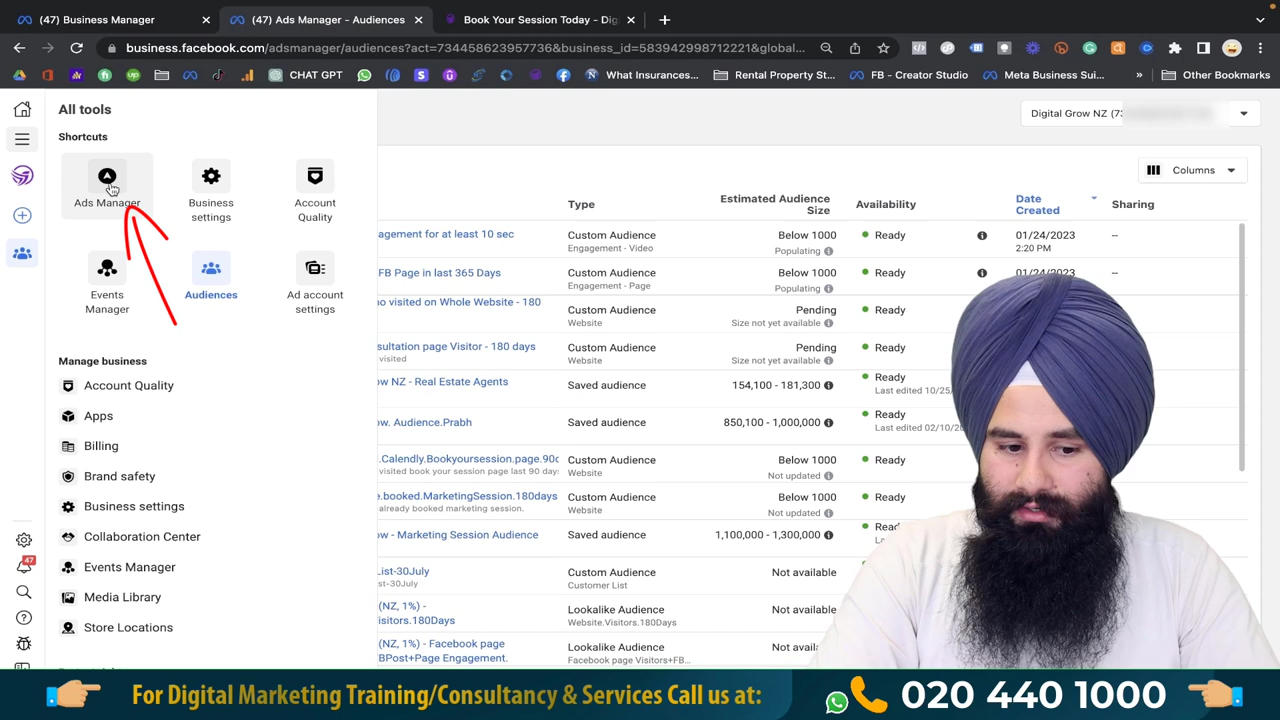 (47) Business Manager
(47) Ads Manager - Audiences
Book Your Session Today - Dig
business.facebook.com/adsmanager/audiences?act=734458623957736&business_id=583942998712221&global...
CHAT GPT
What Insurances...
Rental Property St...
FB - Creator Studio
Meta Business Sui...
»
Other Bookmarks
All tools
Digital Grow NZ (73
Shortcuts
Columns
Ads Manager
Business settings
Account Quality
Events Manager
Audiences
Ad account settings
Manage business
Account Quality
Apps
Billing
Brand safety
Business settings
Collaboration Center
Events Manager
Media Library
Store Locations
47
Type
Estimated Audience Size
Availability
Date Created
Sharing
agement for at least 10 sec
Custom Audience
Engagement - Video
Below 1000
Populating
Ready
01/24/2023
2:20 PM
--
FB Page in last 365 Days
Custom Audience
Engagement - Page
Below 1000
Populating
Ready
01/24/2023
--
o visited on Whole Website - 180
Custom Audience
Website
Pending
Size not yet available
Ready
sultation page Visitor - 180 days
visited
Custom Audience
Website
Pending
Size not yet available
Ready
ow NZ - Real Estate Agents
Saved audience
154,100 - 181,300
Ready
Last edited 10/25
ow. Audience.Prabh
Saved audience
850,100 - 1,000,000
Ready
Last edited 02/10
.Calendly.Bookyoursession.page.90c
visited book your session page last 90 day
Custom Audience
Website
Below 1000
Not updated
Ready
e.booked.MarketingSession.180days
already booked marketing session.
Custom Audience
Website
Below 1000
Not updated
Ready
ow - Marketing Session Audience
Saved audience
1,100,000 - 1,300,000
Read
List-30July
st-30July
Custom Audience
Customer List
Not available
(NZ, 1%) -
isitors.180Days
Lookalike Audience
Website.Visitors.180Days
Not availab
(NZ, 1%) - Facebook page
BPost+Page Engagement.
Lookalike Audience
Facebook page Visitors+FB...
Not avail
For Digital Marketing Training/Consultancy & Services Call us at:
020 440 1000